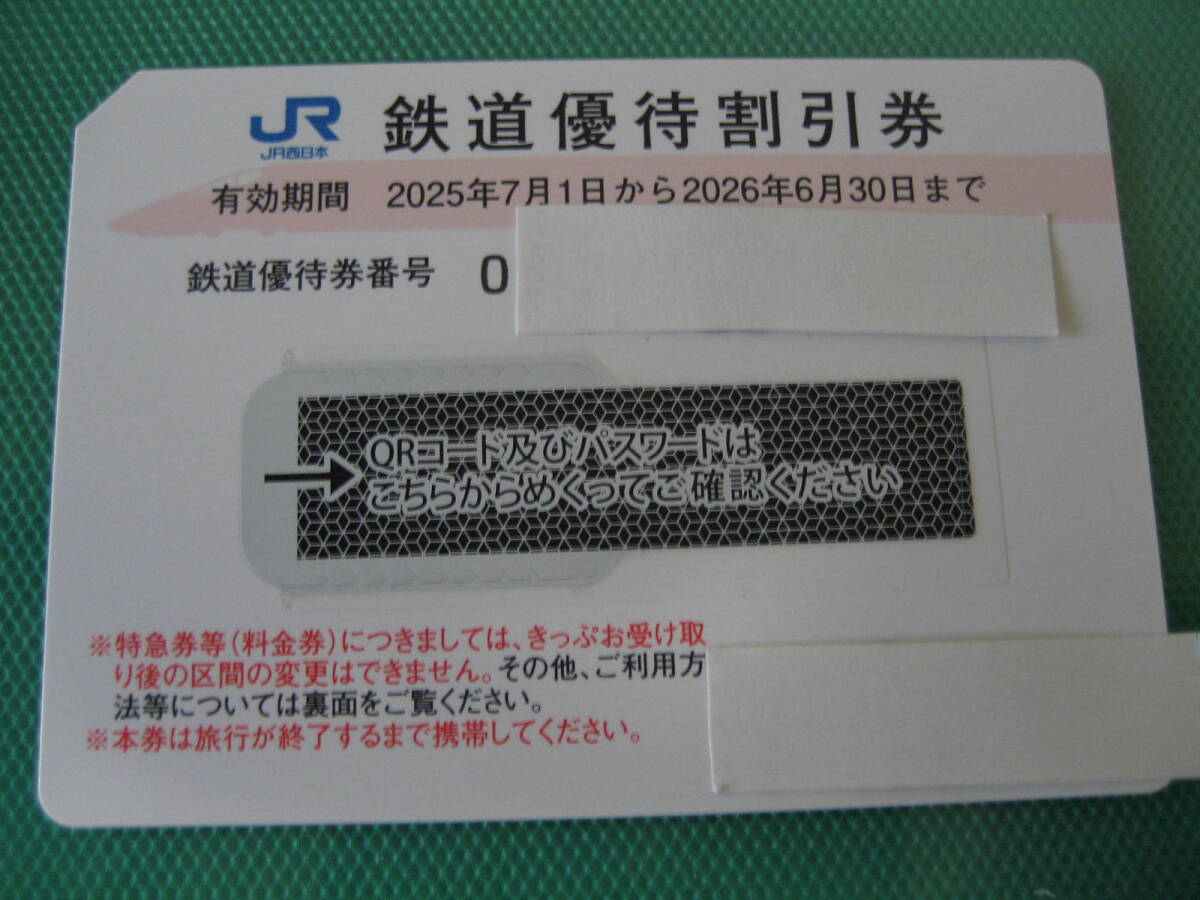 JR
JR西日本
鉄道優待割引券
有効期間 2025年7月1日から2026年6月30日まで
鉄道優待券番号 0
QRコード及びパスワードは
こちらからめくってご確認ください
※特急券等(料金券)につきましては、きっぷお受け取
り後の区間の変更はできません。その他、ご利用方
法等については裏面をご覧ください。
※本券は旅行が終了するまで携帯してください。